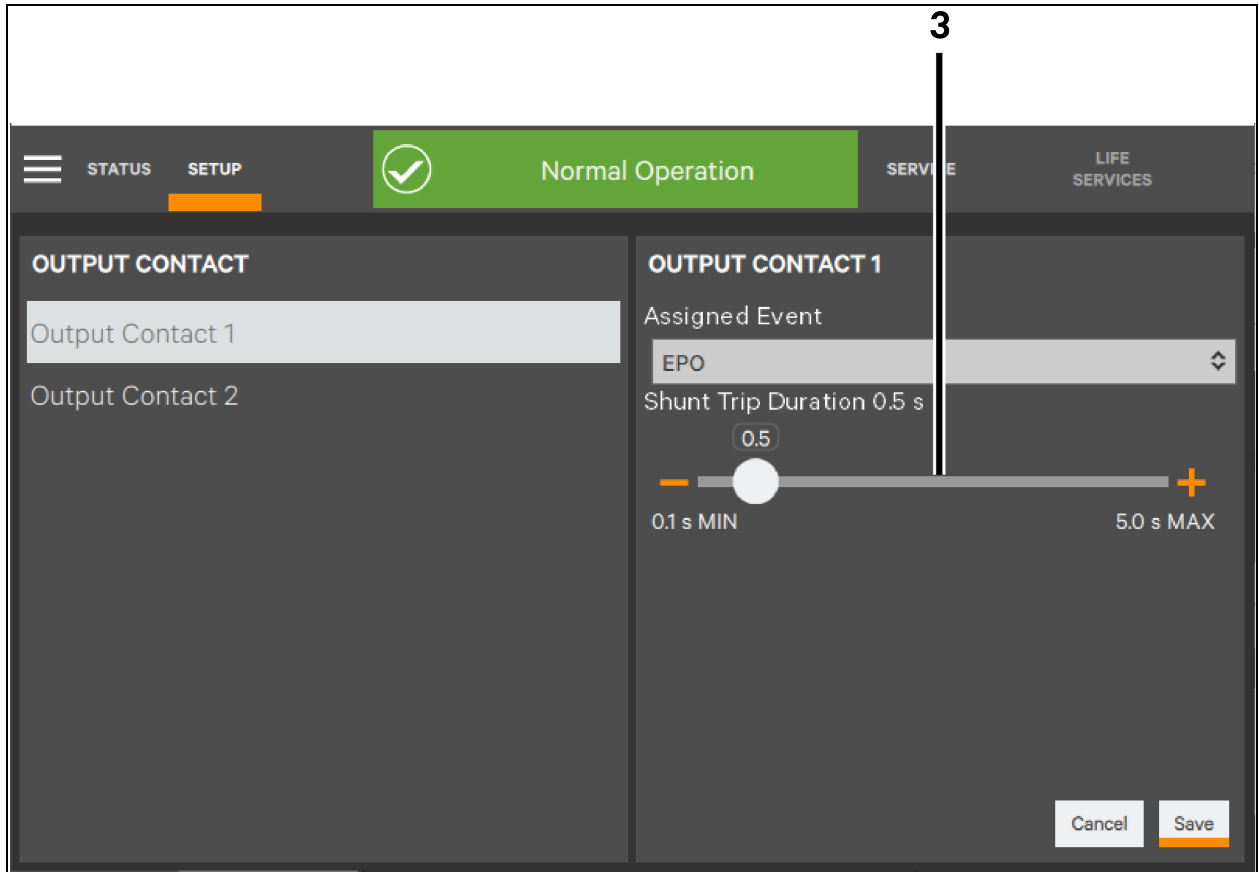 3
STATUS SETUP Normal Operation SERVICE LIFE SERVICES
OUTPUT CONTACT
Output Contact 1
Output Contact 2
OUTPUT CONTACT 1
Assigned Event
EPO
Shunt Trip Duration 0.5 s
0.5
0.1 s MIN 5.0 s MAX
Cancel Save